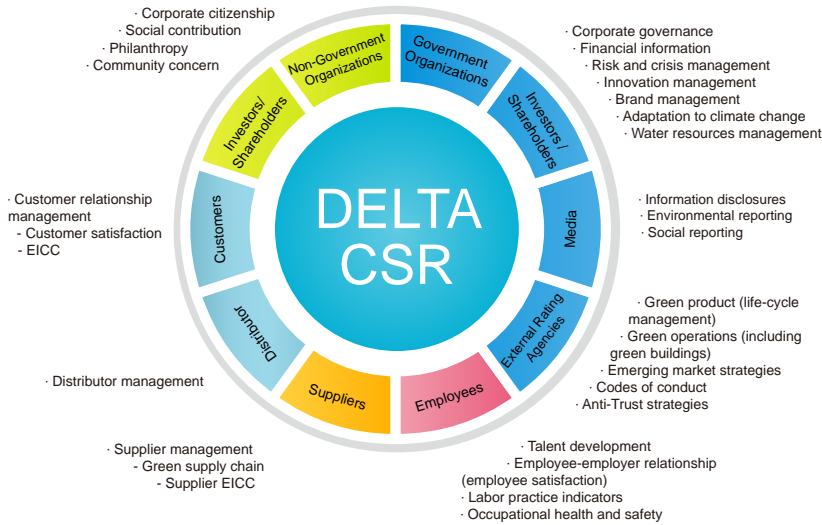 · Corporate citizenship
· Social contribution
· Philanthropy
· Community concern
Non-Government
Organizations
Government
Organizations
· Corporate governance
· Financial information
· Risk and crisis management
· Innovation management
· Brand management
· Adaptation to climate change
· Water resources management
Investors/
Shareholders
Investors /
Shareholders
· Customer relationship
management
- Customer satisfaction
- EICC
Customers
DELTA
CSR
Media
· Information disclosures
· Environmental reporting
· Social reporting
Distributor
External Rating
Agencies
· Green product (life-cycle
management)
· Green operations (including
green buildings)
· Emerging market strategies
· Codes of conduct
· Anti-Trust strategies
· Distributor management
Suppliers
Employees
· Supplier management
- Green supply chain
- Supplier EICC
· Talent development
· Employee-employer relationship
(employee satisfaction)
· Labor practice indicators
· Occupational health and safety